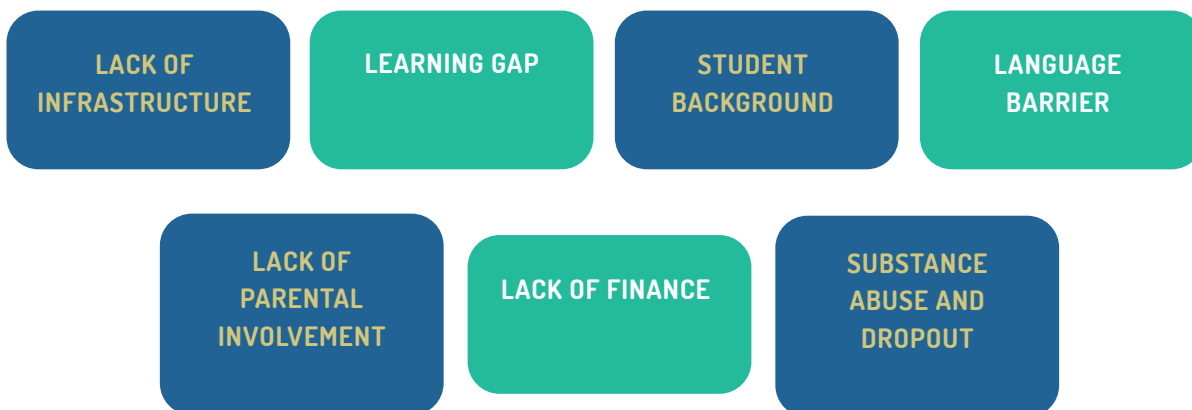 LACK OF
INFRASTRUCTURE
LEARNING GAP
STUDENT
BACKGROUND
LANGUAGE
BARRIER
LACK OF
PARENTAL
INVOLVEMENT
LACK OF FINANCE
SUBSTANCE
ABUSE AND
DROPOUT